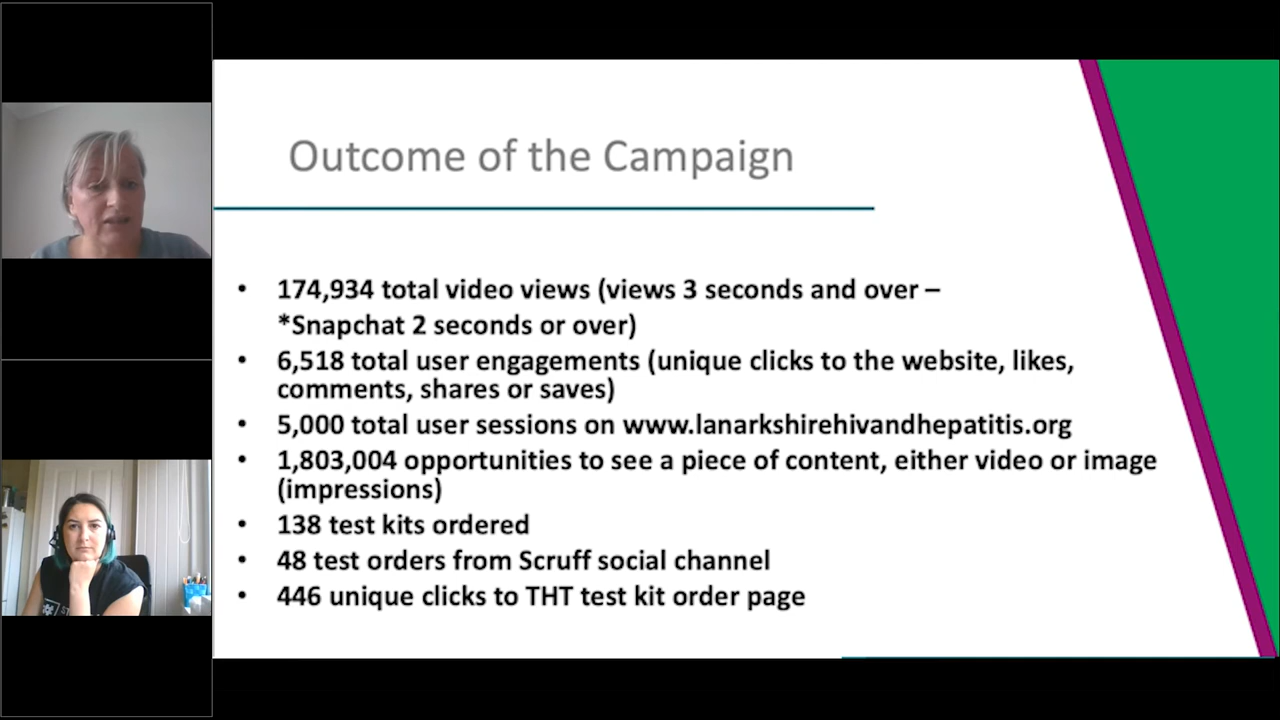 Outcome of the Campaign
• 174,934 total video views (views 3 seconds and over –
*Snapchat 2 seconds or over)
• 6,518 total user engagements (unique clicks to the website, likes,
comments, shares or saves)
• 5,000 total user sessions on www.lanarkshirehivandhepatitis.org
• 1,803,004 opportunities to see a piece of content, either video or image
(impressions)
• 138 test kits ordered
• 48 test orders from Scruff social channel
• 446 unique clicks to THT test kit order page